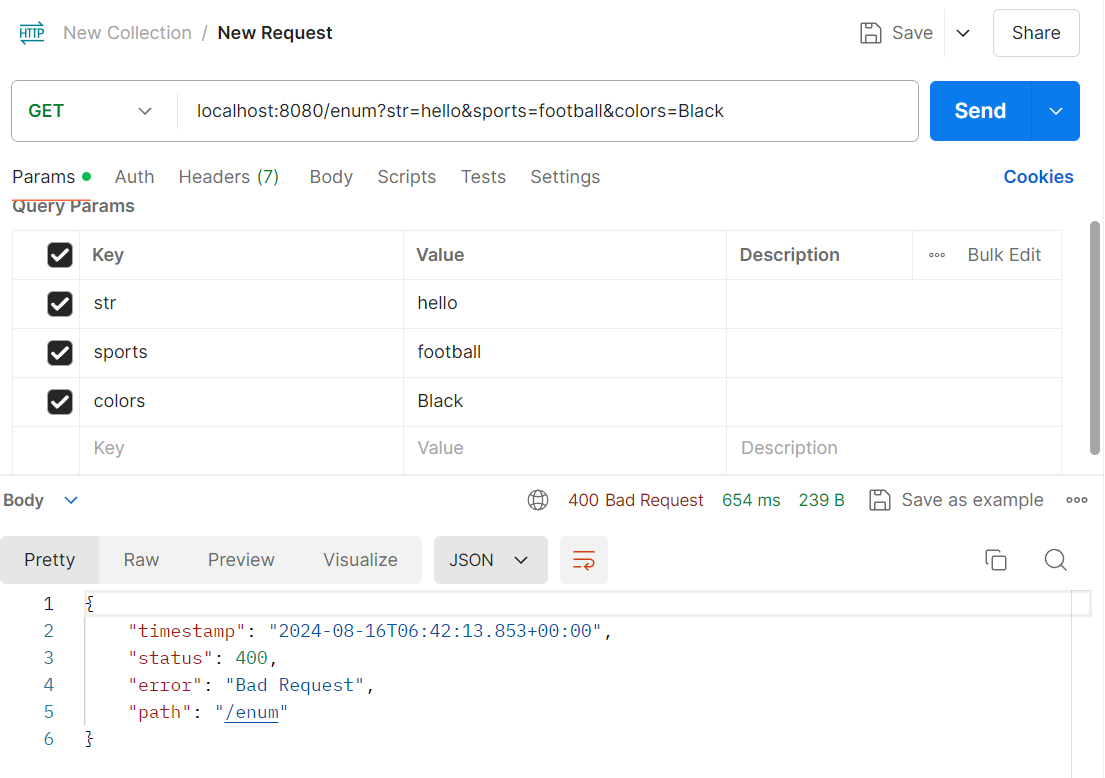 HTTP New Collection / New Request Save Share
GET localhost:8080/enum?str=hello&sports=football&colors=Black Send
Params Auth Headers (7) Body Scripts Tests Settings Cookies
Query Params
Key Value Description Bulk Edit
str hello
sports football
colors Black
Key Value Description
Body 400 Bad Request 654 ms 239 B Save as example
Pretty Raw Preview Visualize JSON
1 {
2 "timestamp": "2024-08-16T06:42:13.853+00:00",
3 "status": 400,
4 "error": "Bad Request",
5 "path": "/enum"
6 }